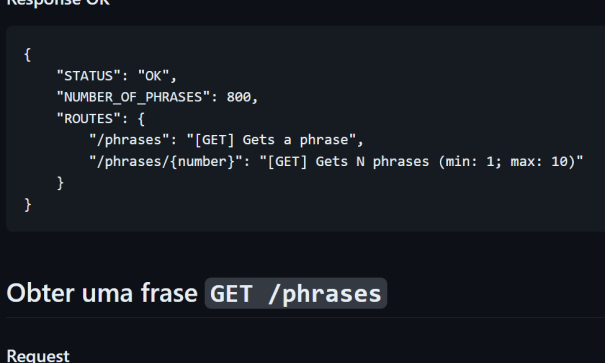 Response OK
{
"STATUS": "OK",
"NUMBER_OF_PHRASES": 800,
"ROUTES": {
"/phrases": "[GET] Gets a phrase",
"/phrases/{number}": "[GET] Gets N phrases (min: 1; max: 10)"
}
}
Obter uma frase GET /phrases
Request